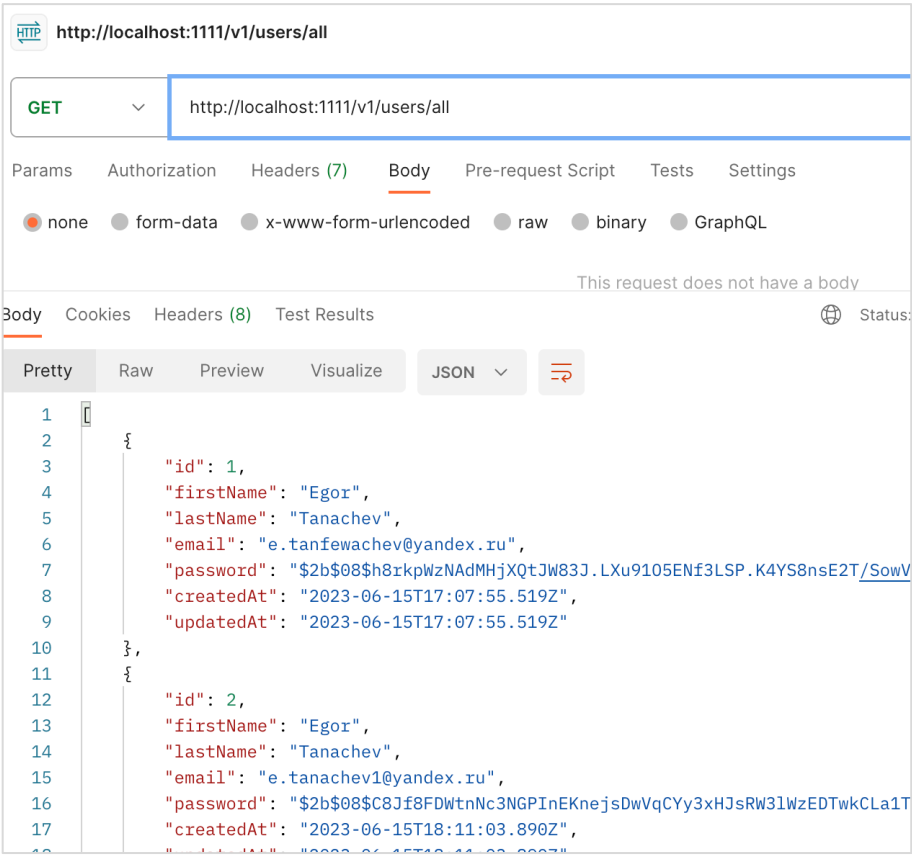 HTTP http://localhost:1111/v1/users/all
GET http://localhost:1111/v1/users/all
Params Authorization Headers (7) Body Pre-request Script Tests Settings
none form-data x-www-form-urlencoded raw binary GraphQL
This request does not have a body
Body Cookies Headers (8) Test Results Status:
Pretty Raw Preview Visualize JSON
1 [
2 {
3 "id": 1,
4 "firstName": "Egor",
5 "lastName": "Tanachev",
6 "email": "e.tanfewachev@yandex.ru",
7 "password": "$2b$08$h8rkpWzNAdMHjXQtJW83J.LXu91O5ENf3LSP.K4YS8nsE2T/SowV
8 "createdAt": "2023-06-15T17:07:55.519Z",
9 "updatedAt": "2023-06-15T17:07:55.519Z"
10 },
11 {
12 "id": 2,
13 "firstName": "Egor",
14 "lastName": "Tanachev",
15 "email": "e.tanachev1@yandex.ru",
16 "password": "$2b$08$C8Jf8FDWtnNc3NGPInEKnejsDwVqCYy3xHJsRW3lWzEDTwkCLa1T
17 "createdAt": "2023-06-15T18:11:03.890Z",